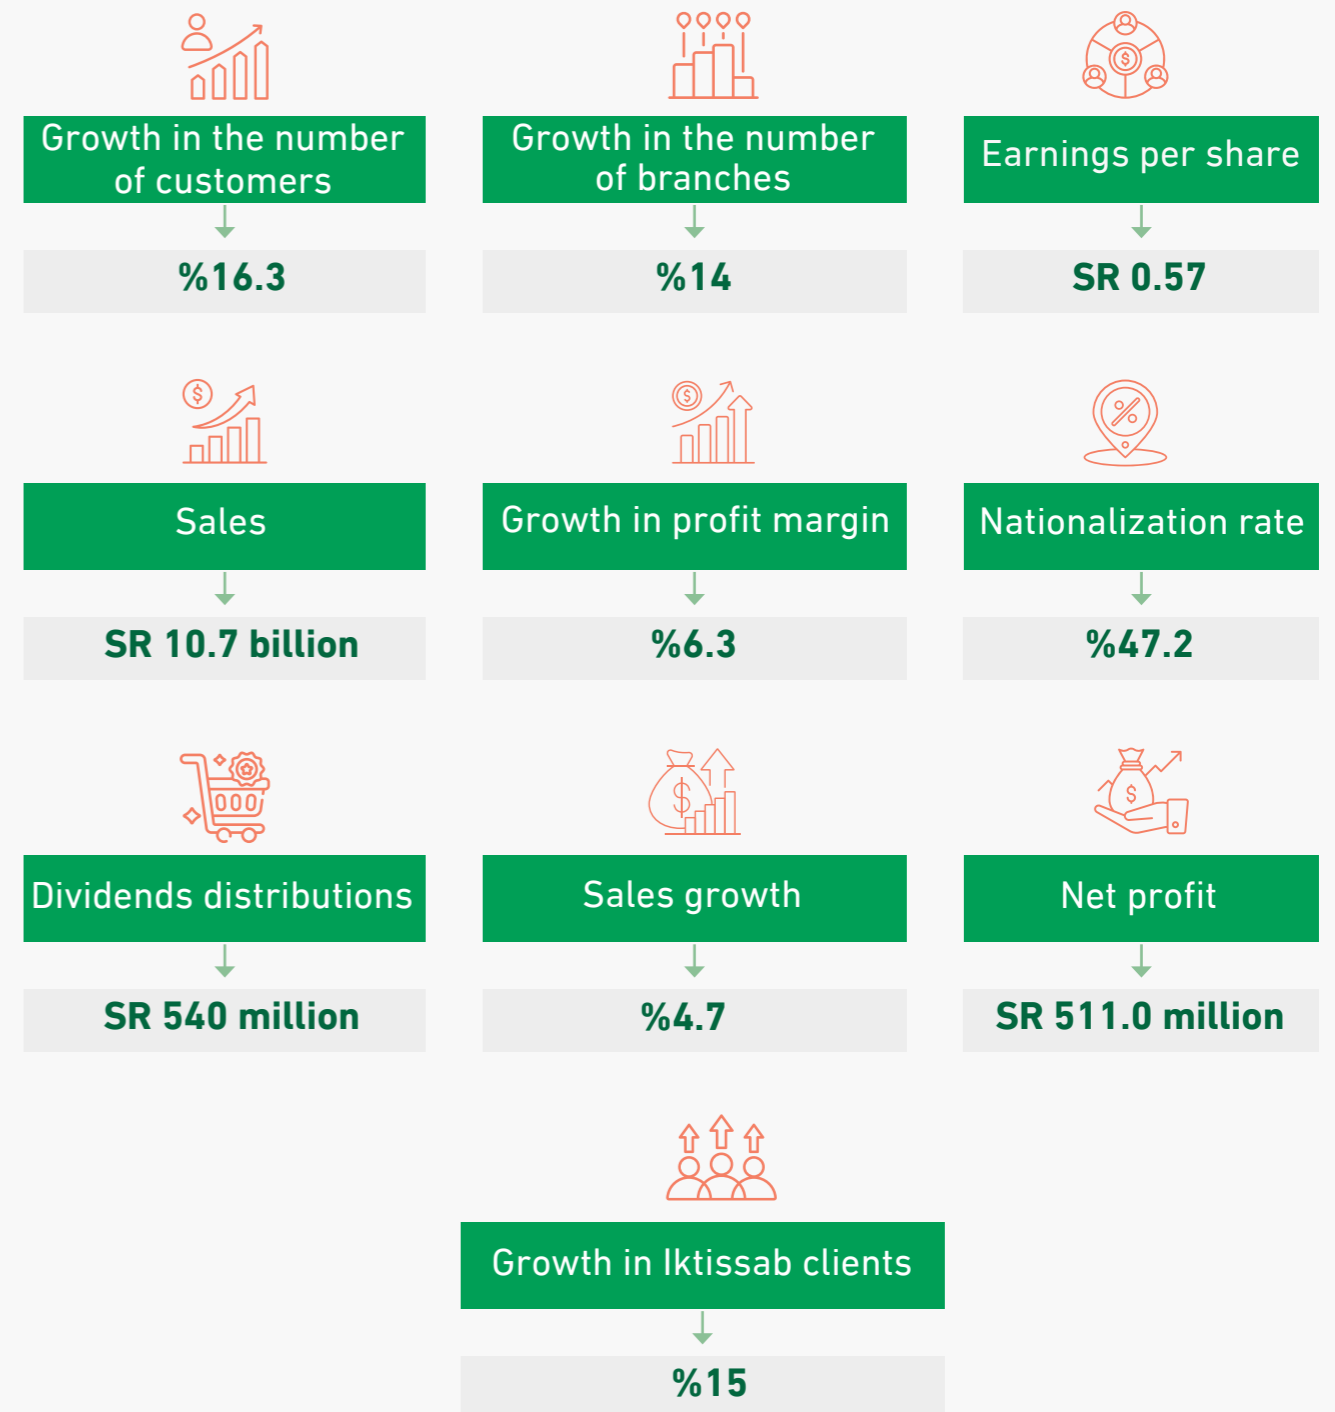 Growth in the number
of customers
%16.3
Growth in the number
of branches
%14
Earnings per share
SR 0.57
Sales
SR 10.7 billion
Growth in profit margin
%6.3
Nationalization rate
%47.2
Dividends distributions
SR 540 million
Sales growth
%4.7
Net profit
SR 511.0 million
Growth in Iktissab clients
%15